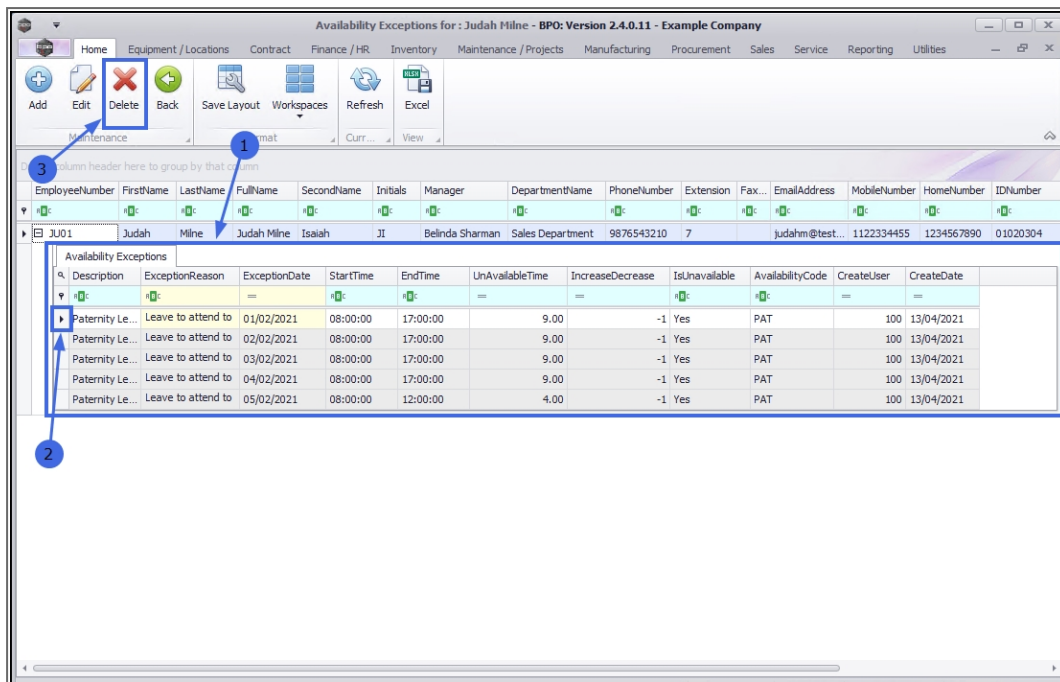 Availability Exceptions for : Judah Milne - BPO: Version 2.4.0.11 - Example Company
Home Equipment / Locations Contract Finance / HR Inventory Maintenance / Projects Manufacturing Procurement Sales Service Reporting Utilities
Add Edit Delete Back Save Layout Workspaces Refresh Excel
Maintenance mat Curr... View
1
3
column header here to group by that column
EmployeeNumber FirstName LastName FullName SecondName Initials Manager DepartmentName PhoneNumber Extension Fax... EmailAddress MobileNumber HomeNumber IDNumber
JU01 Judah Milne Judah Milne Isaiah JI Belinda Sharman Sales Department 9876543210 7 judahm@test... 1122334455 1234567890 01020304
Availability Exceptions
Description ExceptionReason ExceptionDate StartTime EndTime UnAvailableTime IncreaseDecrease IsUnavailable AvailabilityCode CreateUser CreateDate
= = = = =
Paternity Le... Leave to attend to 01/02/2021 08:00:00 17:00:00 9.00 -1 Yes PAT 100 13/04/2021
Paternity Le... Leave to attend to 02/02/2021 08:00:00 17:00:00 9.00 -1 Yes PAT 100 13/04/2021
Paternity Le... Leave to attend to 03/02/2021 08:00:00 17:00:00 9.00 -1 Yes PAT 100 13/04/2021
Paternity Le... Leave to attend to 04/02/2021 08:00:00 17:00:00 9.00 -1 Yes PAT 100 13/04/2021
Paternity Le... Leave to attend to 05/02/2021 08:00:00 12:00:00 4.00 -1 Yes PAT 100 13/04/2021
2